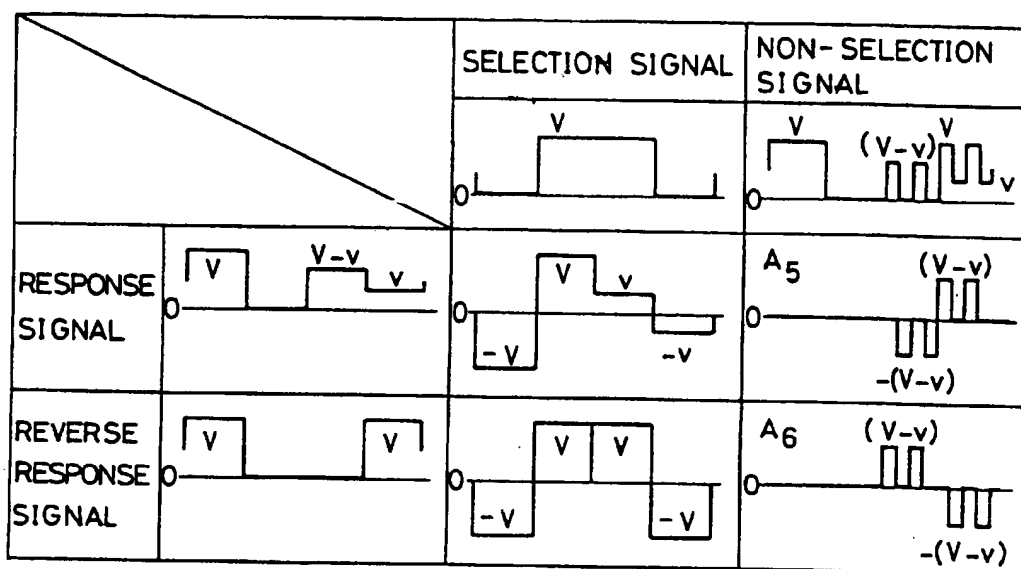 SELECTION SIGNAL
NON-SELECTION
SIGNAL
V
0
V
(V-v)
V
v
0
RESPONSE
SIGNAL
V
V-v
v
0
V
v
0
-V
-v
A5
(V-v)
0
-(V-v)
REVERSE
RESPONSE
SIGNAL
V
V
0
V
V
0
-V
-V
A6
(V-v)
0
-(V-v)